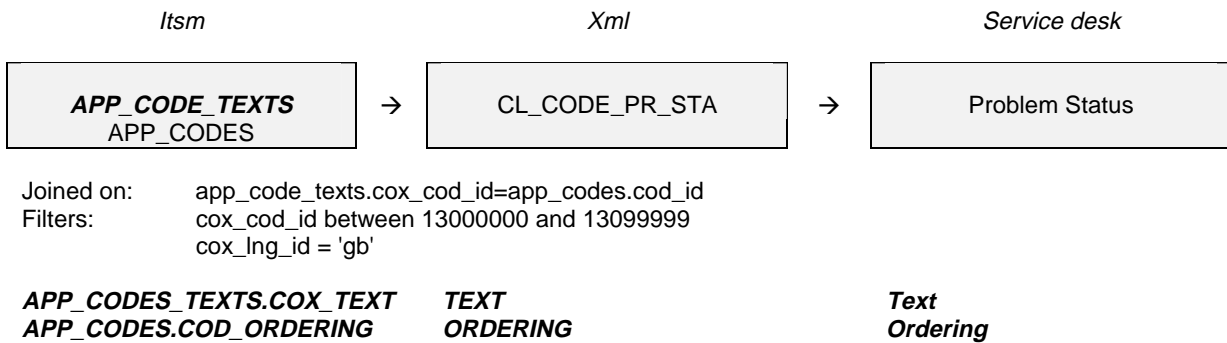 Itsm Xml Service desk
APP_CODE_TEXTS → CL_CODE_PR_STA → Problem Status
APP_CODES
Joined on: app_code_texts.cox_cod_id=app_codes.cod_id
Filters: cox_cod_id between 13000000 and 13099999
cox_lng_id = 'gb'
APP_CODES_TEXTS.COX_TEXT TEXT Text
APP_CODES.COD_ORDERING ORDERING Ordering